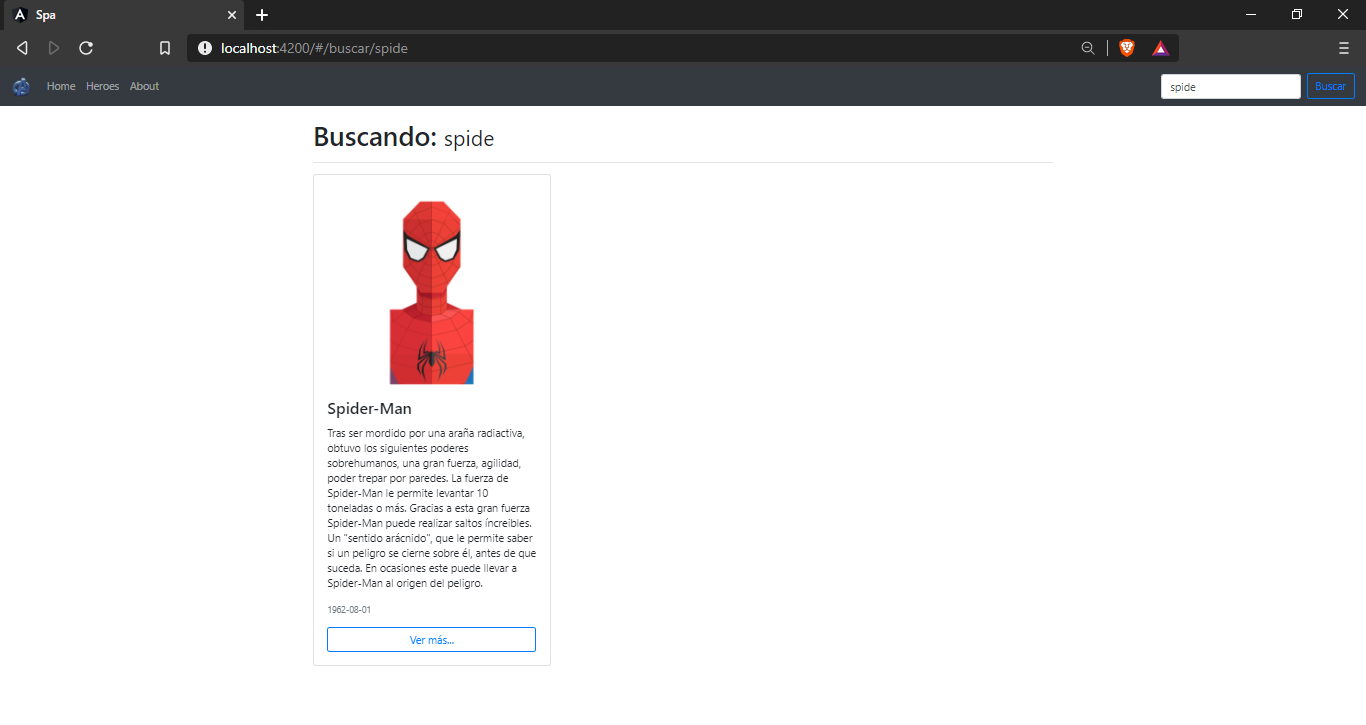 Spa
localhost:4200/#/buscar/spide
Home Heroes About
spide
Buscar
Buscando: spide
Spider-Man
Tras ser mordido por una araña radiactiva,
obtuvo los siguientes poderes
sobrehumanos, una gran fuerza, agilidad,
poder trepar por paredes. La fuerza de
Spider-Man le permite levantar 10
toneladas o más. Gracias a esta gran fuerza
Spider-Man puede realizar saltos íncreibles.
Un "sentido arácnido", que le permite saber
si un peligro se cierne sobre él, antes de que
suceda. En ocasiones este puede llevar a
Spider-Man al origen del peligro.
1962-08-01
Ver más...